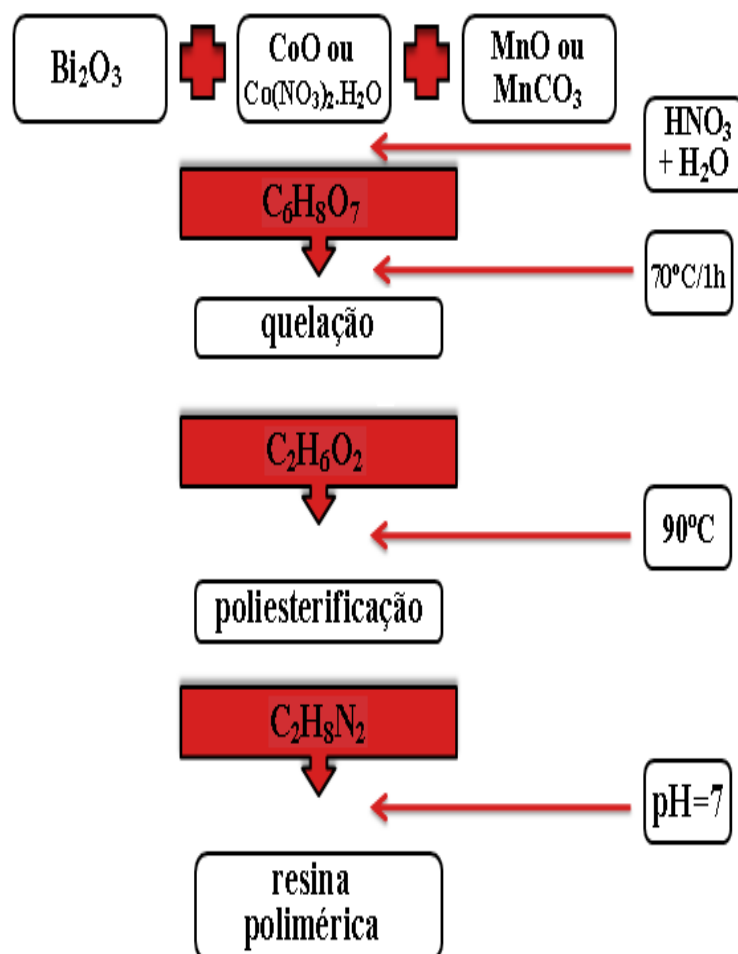 Bi₂O₃
CoO ou
Co(NO₃)₂.H₂O
MnO ou
MnCO₃
HNO₃
+ H₂O
C₆H₈O₇
70ºC/1h
quelação
C₂H₆O₂
90ºC
poliesterificação
C₂H₈N₂
pH=7
resina
polimérica